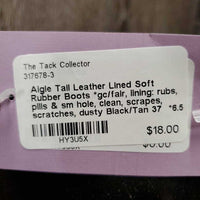 The Tack Collector
317678-3
Aigle Tall Leather Lined Soft
Rubber Boots *gc/fair, lining: rubs,
pills & sm hole, clean, scrapes,
scratches, dusty Black/Tan 37 *6.5
HY3U5X
$18.00